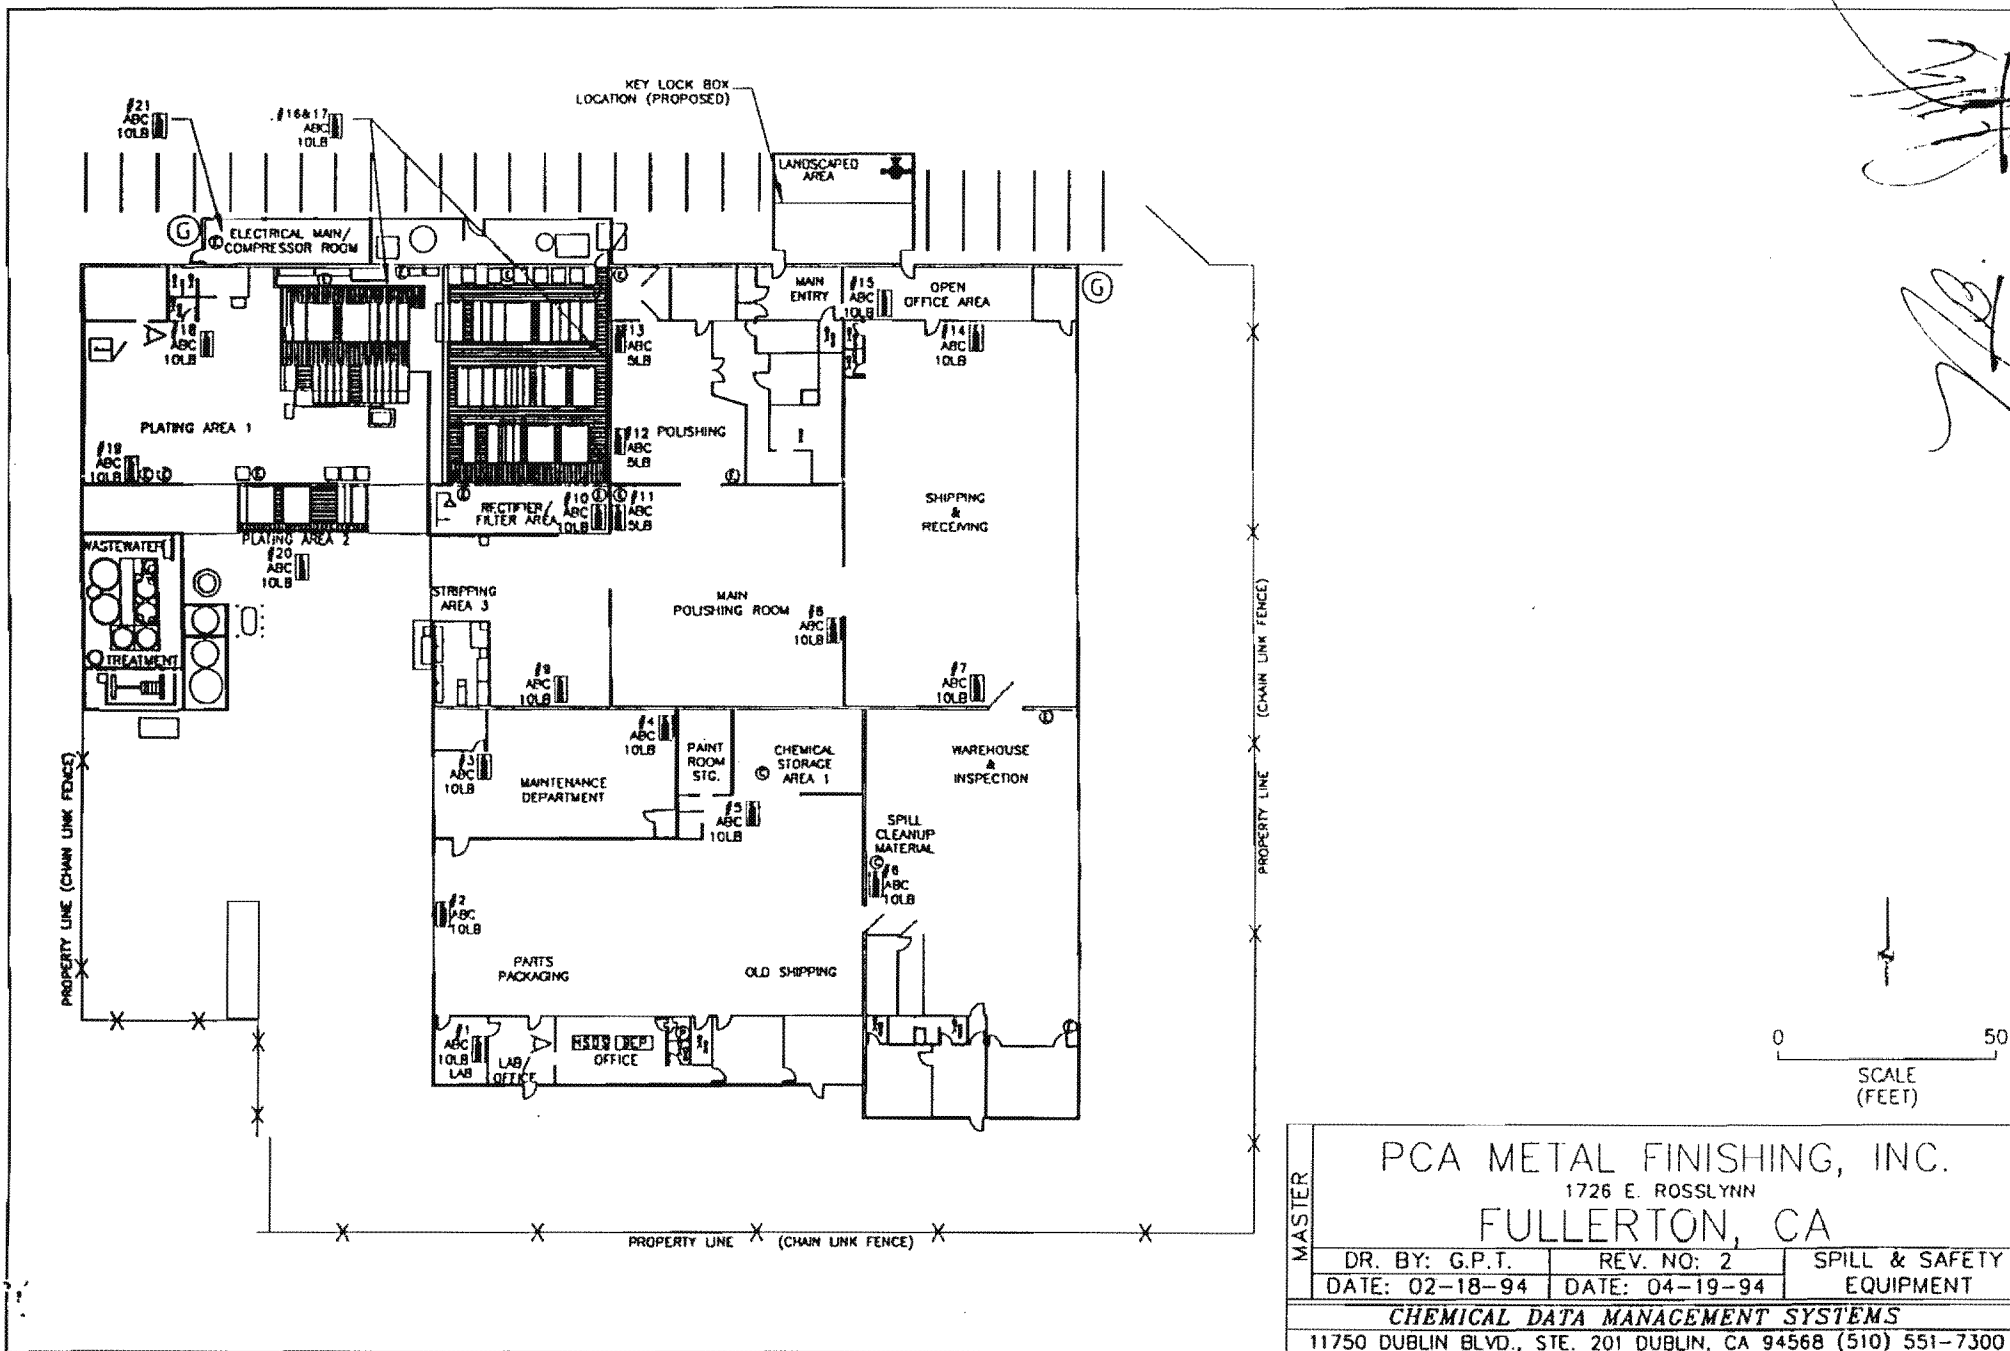 KEY LOCK BOX
LOCATION (PROPOSED)
#21
ABC
10LB
#16&17
ABC
10LB
LANDSCAPED
AREA
G
ELECTRICAL MAIN/
COMPRESSOR ROOM
MAIN
ENTRY
#15
ABC
10LB
OPEN
OFFICE AREA
G
#18
ABC
10LB
#13
ABC
5LB
#14
ABC
10LB
PLATING AREA 1
#12
ABC
5LB
POLISHING
#19
ABC
10LB
RECTIFIER/
FILTER AREA
#10
ABC
10LB
#11
ABC
5LB
SHIPPING
&
RECEIVING
WASTEWATER
TREATMENT
PLATING AREA 2
#20
ABC
10LB
STRIPPING
AREA 3
MAIN
POLISHING ROOM
ABC
10LB
#9
ABC
10LB
#7
ABC
10LB
#4
ABC
10LB
#3
ABC
10LB
MAINTENANCE
DEPARTMENT
PAINT
ROOM
STG.
CHEMICAL
STORAGE
AREA 1
WAREHOUSE
&
INSPECTION
#5
ABC
10LB
SPILL
CLEANUP
MATERIAL
#6
ABC
10LB
#2
ABC
10LB
PARTS
PACKAGING
OLD SHIPPING
#1
ABC
10LB
LAB
LAB/
OFFICE
MSDS
OFFICE
PROPERTY LINE (CHAIN LINK FENCE)
PROPERTY LINE (CHAIN LINK FENCE)
PROPERTY LINE (CHAIN LINK FENCE)
0 50
SCALE
(FEET)
MASTER
PCA METAL FINISHING, INC.
1726 E. ROSSLYNN
FULLERTON, CA
DR. BY: G.P.T. REV. NO: 2 SPILL & SAFETY
DATE: 02-18-94 DATE: 04-19-94 EQUIPMENT
CHEMICAL DATA MANAGEMENT SYSTEMS
11750 DUBLIN BLVD., STE. 201 DUBLIN, CA 94568 (510) 551-7300